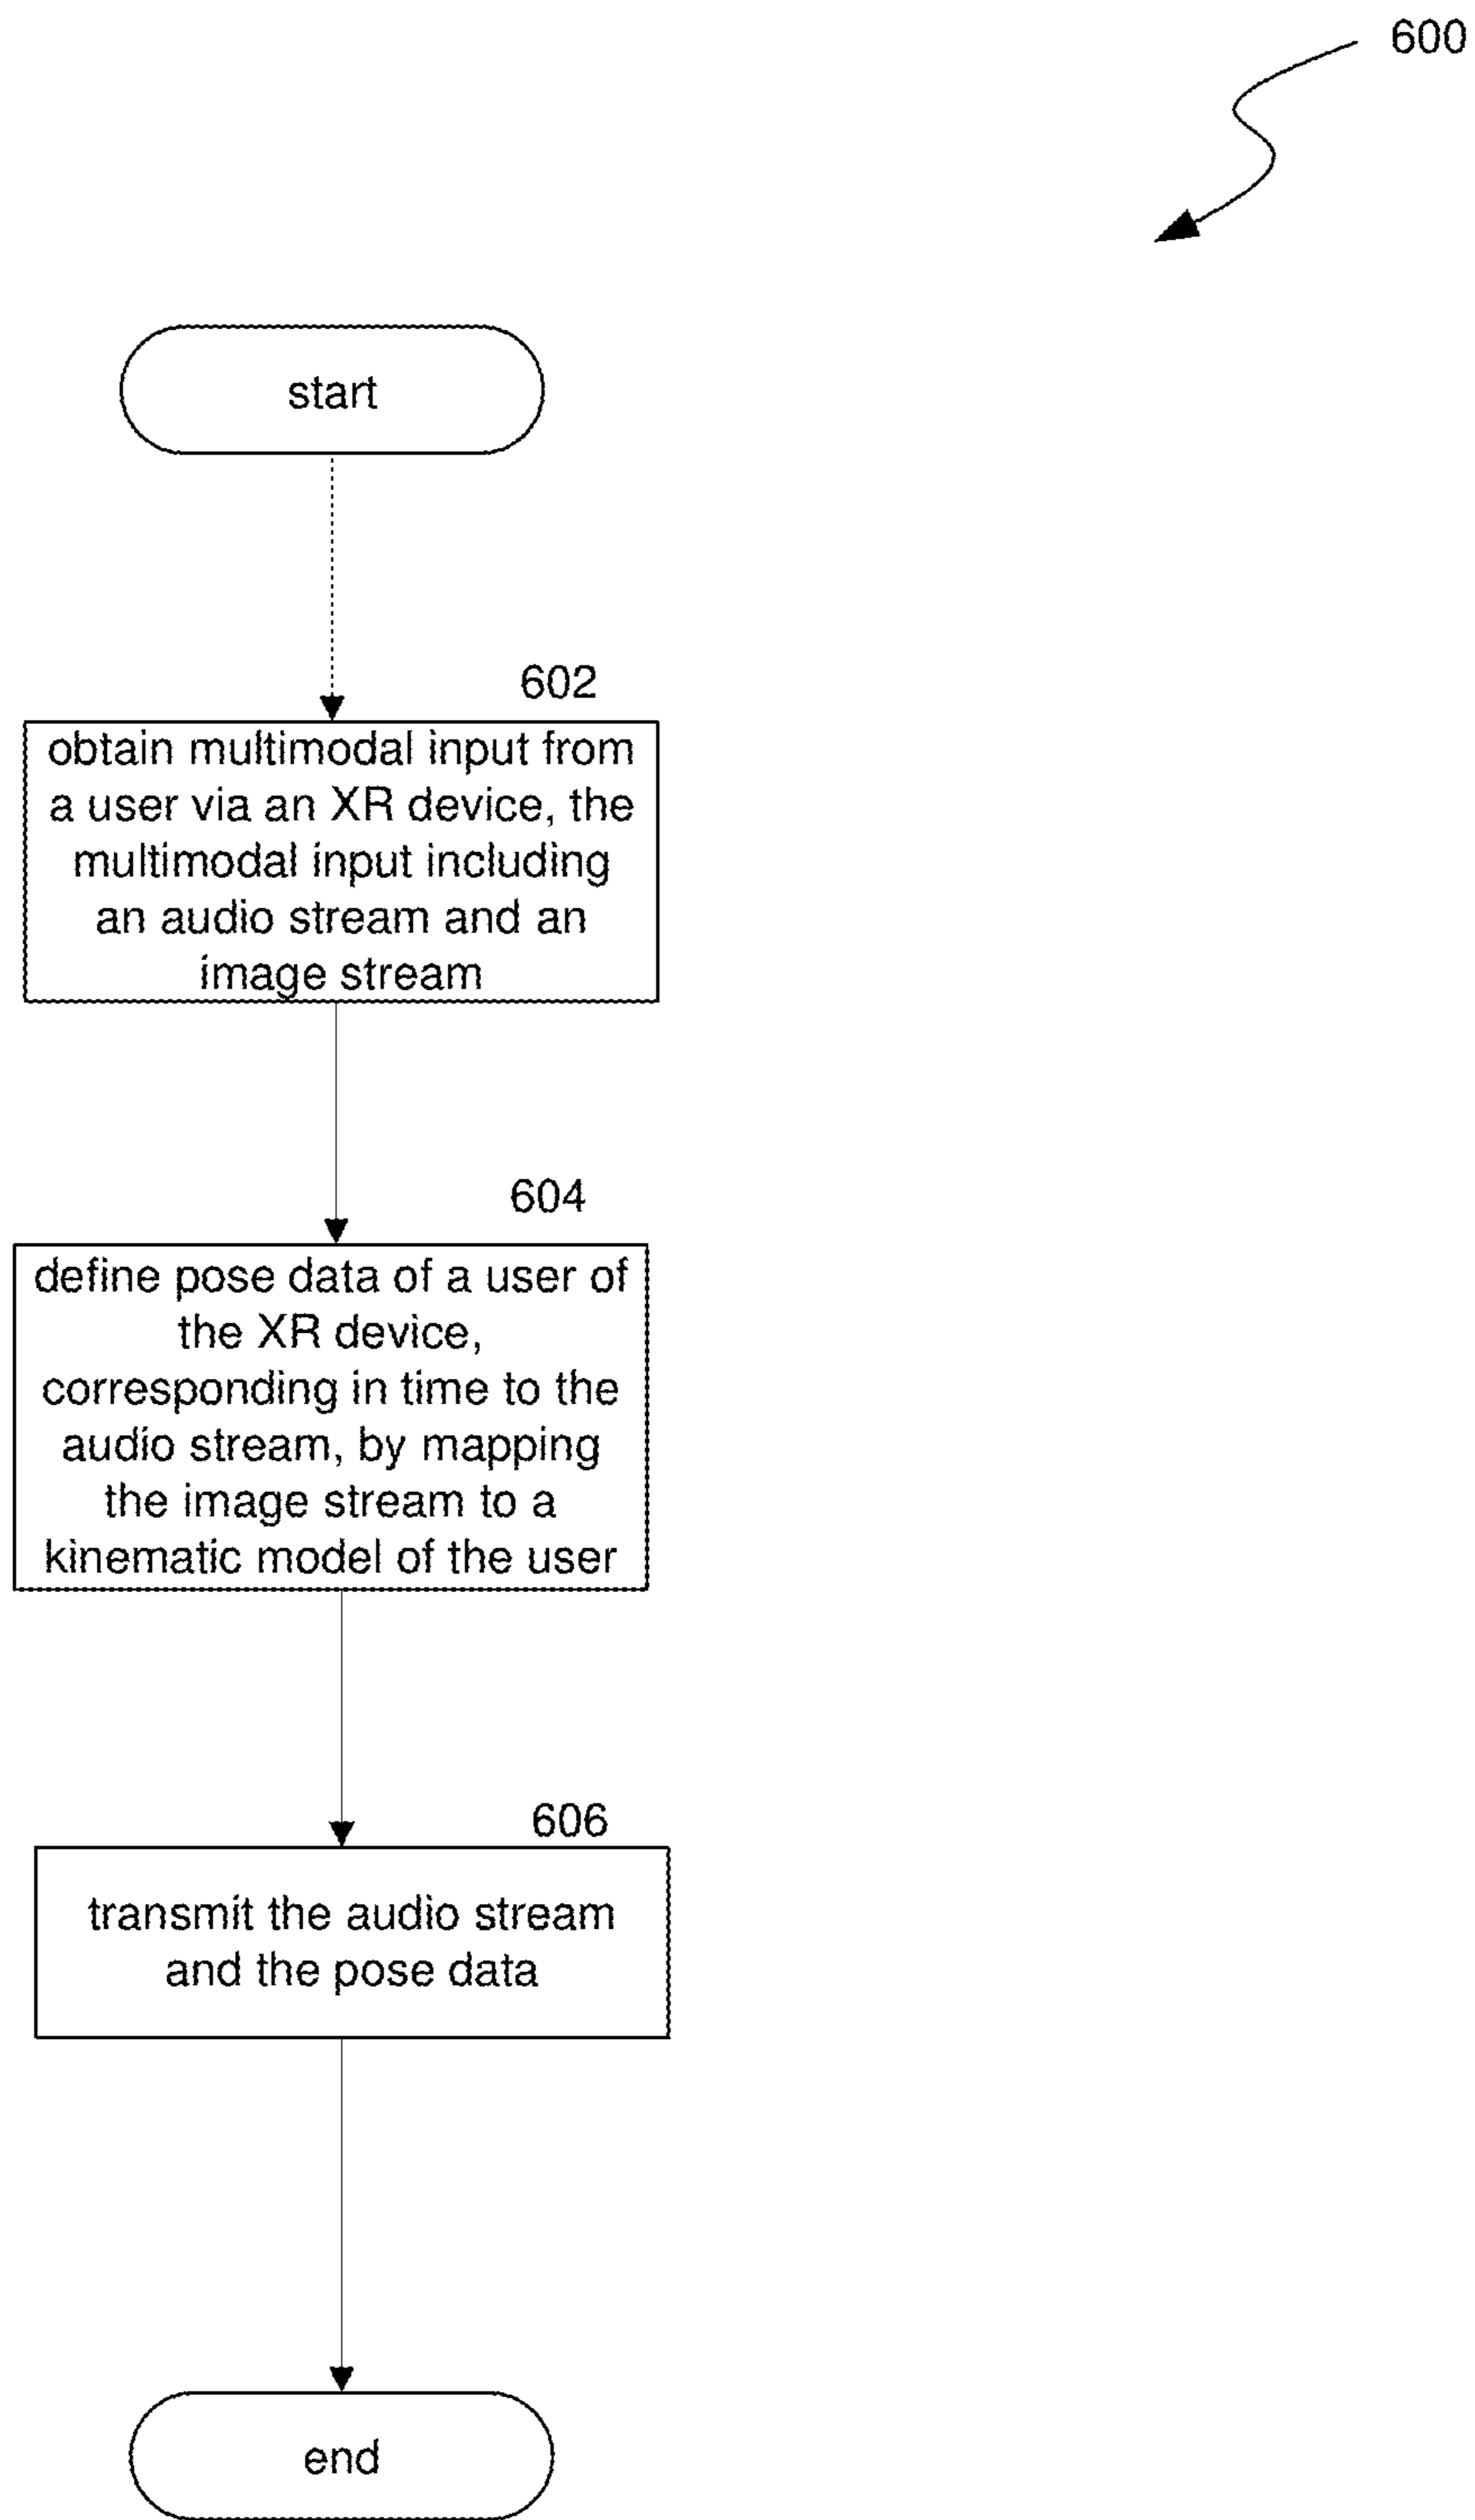 600
start
602
obtain multimodal input from
a user via an XR device, the
multimodal input including
an audio stream and an
image stream
604
define pose data of a user of
the XR device,
corresponding in time to the
audio stream, by mapping
the image stream to a
kinematic model of the user
606
transmit the audio stream
and the pose data
end